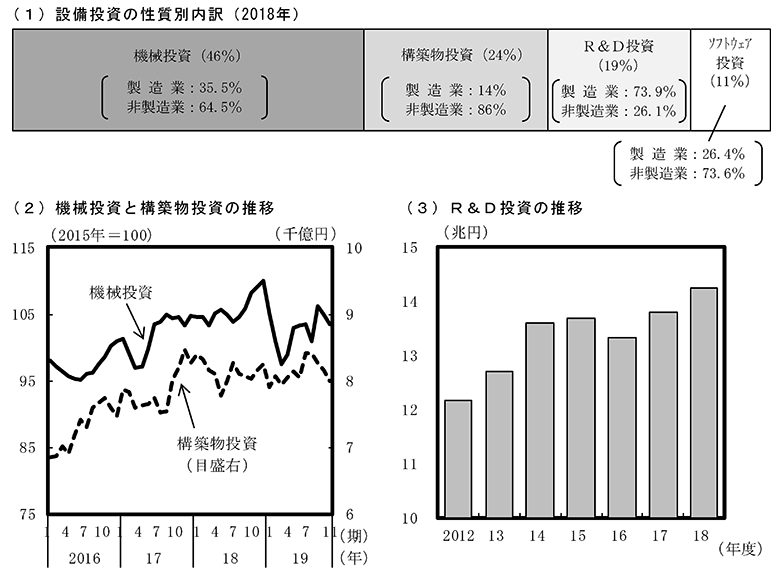 （１）設備投資の性質別内訳（2018年）
機械投資（46%）
製造業：35.5%
非製造業：64.5%
構築物投資（24%）
製造業：14%
非製造業：86%
Ｒ＆Ｄ投資
（19%）
製造業：73.9%
非製造業：26.1%
ｿﾌﾄｳｪｱ
投資
（11%）
製造業：26.4%
非製造業：73.6%
（２）機械投資と構築物投資の推移
（2015年＝100）
（千億円）
115
105
95
85
75
10
9
8
7
6
機械投資
構築物投資
（目盛右）
1 4 7 10 1 4 7 10 1 4 7 10 1 4 7 11（期）
2016 17 18 19（年）
（３）Ｒ＆Ｄ投資の推移
（兆円）
15
14
13
12
11
10
2012 13 14 15 16 17 18
（年度）